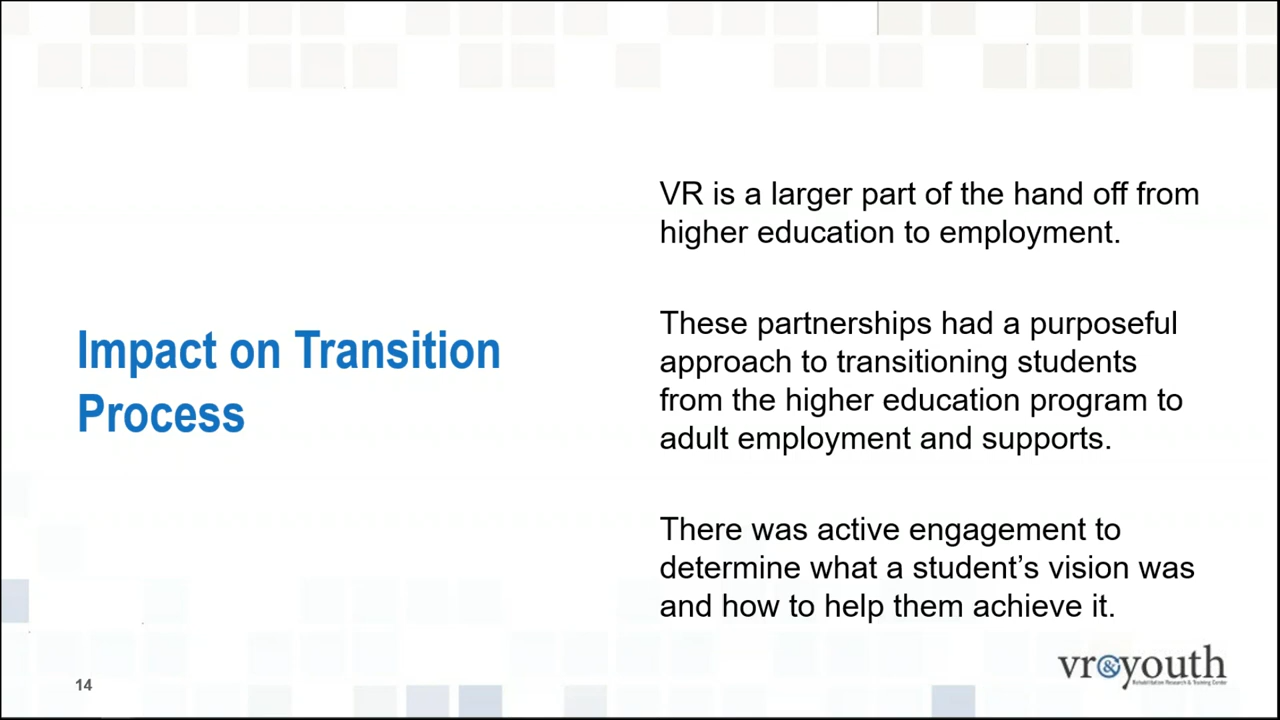 Impact on Transition
Process
VR is a larger part of the hand off from
higher education to employment.
These partnerships had a purposeful
approach to transitioning students
from the higher education program to
adult employment and supports.
There was active engagement to
determine what a student’s vision was
and how to help them achieve it.
14
vr&youth
Rehabilitation Research & Training Center